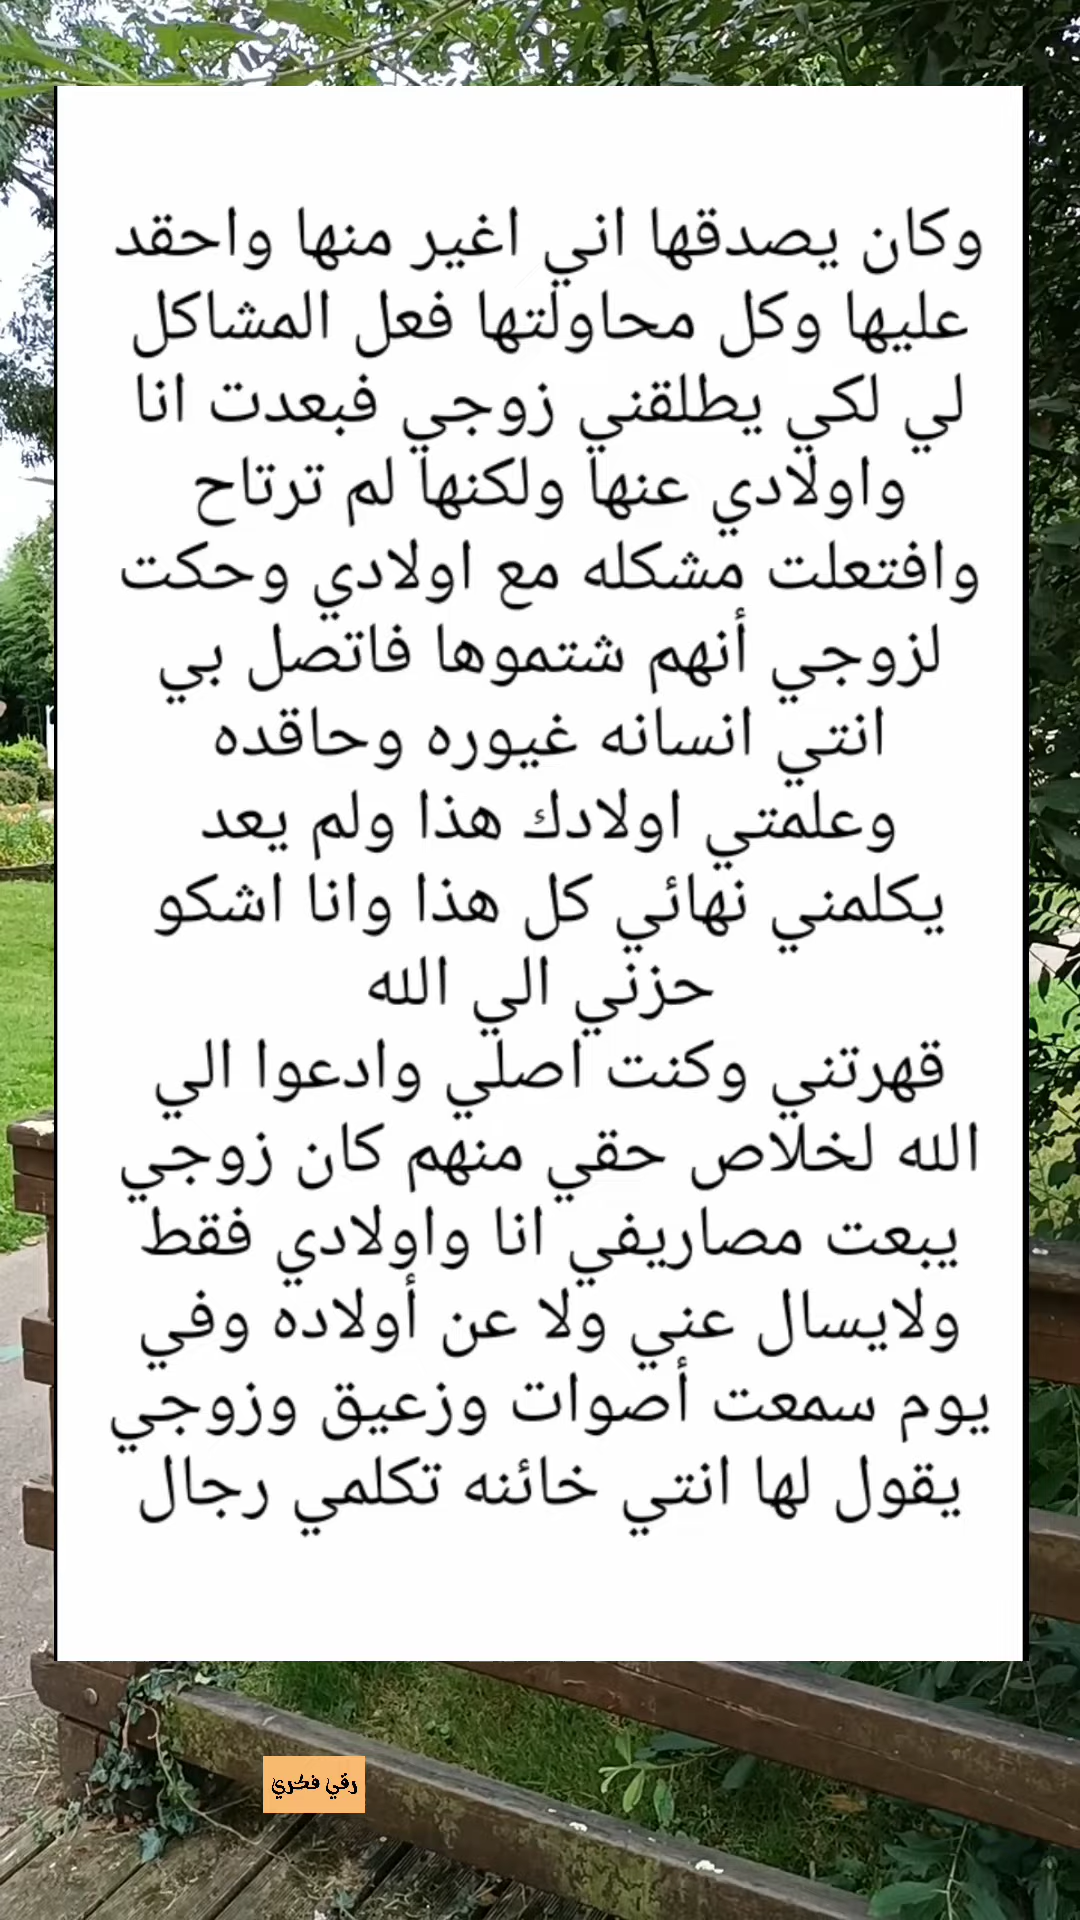 وكان يصدقها اني اغير منها واحقد
عليها وكل محاولتها فعل المشاكل
لي لكي يطلقني زوجي فبعدت انا
واولادي عنها ولكنها لم ترتاح
وافتعلت مشكله مع اولادي وحكت
لزوجي أنهم شتموها فاتصل بي
انتي انسانه غيوره وحاقده
وعلمتي اولادك هذا ولم يعد
يكلمني نهائي كل هذا وانا اشكو
حزني الي الله
قهرتني وكنت اصلي وادعوا الي
الله لخلاص حقي منهم كان زوجي
يبعت مصاريفي انا واولادي فقط
ولايسال عني ولا عن أولاده وفي
يوم سمعت أصوات وزعيق وزوجي
يقول لها انتي خائنه تكلمي رجال
رقي فكري